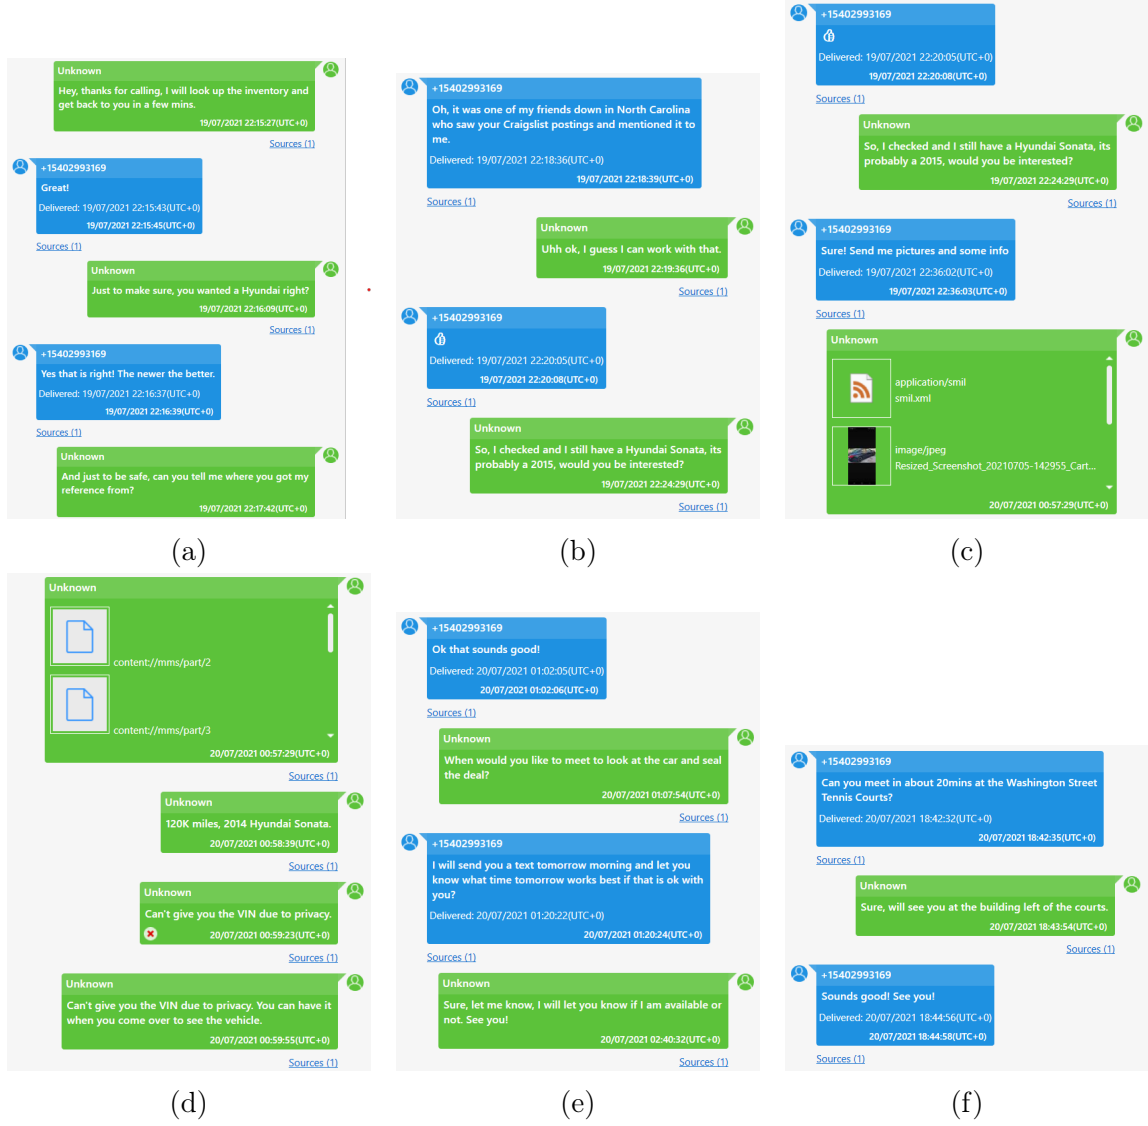 Unknown
Hey, thanks for calling, I will look up the inventory and
get back to you in a few mins.
19/07/2021 22:15:27(UTC+0)
Sources (1)
+15402993169
Great!
Delivered: 19/07/2021 22:15:43(UTC+0)
19/07/2021 22:15:45(UTC+0)
Sources (1)
Unknown
Just to make sure, you wanted a Hyundai right?
19/07/2021 22:16:09(UTC+0)
Sources (1)
+15402993169
Yes that is right! The newer the better.
Delivered: 19/07/2021 22:16:37(UTC+0)
19/07/2021 22:16:39(UTC+0)
Sources (1)
Unknown
And just to be safe, can you tell me where you got my
reference from?
19/07/2021 22:17:42(UTC+0)
(a)
+15402993169
Oh, it was one of my friends down in North Carolina
who saw your Craigslist postings and mentioned it to
me.
Delivered: 19/07/2021 22:18:36(UTC+0)
19/07/2021 22:18:39(UTC+0)
Sources (1)
Unknown
Uhh ok, I guess I can work with that.
19/07/2021 22:19:36(UTC+0)
Sources (1)
+15402993169
Delivered: 19/07/2021 22:20:05(UTC+0)
19/07/2021 22:20:08(UTC+0)
Sources (1)
Unknown
So, I checked and I still have a Hyundai Sonata, its
probably a 2015, would you be interested?
19/07/2021 22:24:29(UTC+0)
Sources (1)
(b)
+15402993169
Delivered: 19/07/2021 22:20:05(UTC+0)
19/07/2021 22:20:08(UTC+0)
Sources (1)
Unknown
So, I checked and I still have a Hyundai Sonata, its
probably a 2015, would you be interested?
19/07/2021 22:24:29(UTC+0)
Sources (1)
+15402993169
Sure! Send me pictures and some info
Delivered: 19/07/2021 22:36:02(UTC+0)
19/07/2021 22:36:03(UTC+0)
Sources (1)
Unknown
application/smil
smil.xml
image/jpeg
Resized_Screenshot_20210705-142955_Cart...
20/07/2021 00:57:29(UTC+0)
(c)
Unknown
content://mms/part/2
content://mms/part/3
20/07/2021 00:57:29(UTC+0)
Sources (1)
Unknown
120K miles, 2014 Hyundai Sonata.
20/07/2021 00:58:39(UTC+0)
Sources (1)
Unknown
Can't give you the VIN due to privacy.
20/07/2021 00:59:23(UTC+0)
Sources (1)
Unknown
Can't give you the VIN due to privacy. You can have it
when you come over to see the vehicle.
20/07/2021 00:59:55(UTC+0)
Sources (1)
(d)
+15402993169
Ok that sounds good!
Delivered: 20/07/2021 01:02:05(UTC+0)
20/07/2021 01:02:06(UTC+0)
Sources (1)
Unknown
When would you like to meet to look at the car and seal
the deal?
20/07/2021 01:07:54(UTC+0)
Sources (1)
+15402993169
I will send you a text tomorrow morning and let you
know what time tomorrow works best if that is ok with
you?
Delivered: 20/07/2021 01:20:22(UTC+0)
20/07/2021 01:20:24(UTC+0)
Sources (1)
Unknown
Sure, let me know, I will let you know if I am available or
not. See you!
20/07/2021 02:40:32(UTC+0)
Sources (1)
(e)
+15402993169
Can you meet in about 20mins at the Washington Street
Tennis Courts?
Delivered: 20/07/2021 18:42:32(UTC+0)
20/07/2021 18:42:35(UTC+0)
Sources (1)
Unknown
Sure, will see you at the building left of the courts.
20/07/2021 18:43:54(UTC+0)
Sources (1)
+15402993169
Sounds good! See you!
Delivered: 20/07/2021 18:44:56(UTC+0)
20/07/2021 18:44:58(UTC+0)
Sources (1)
(f)